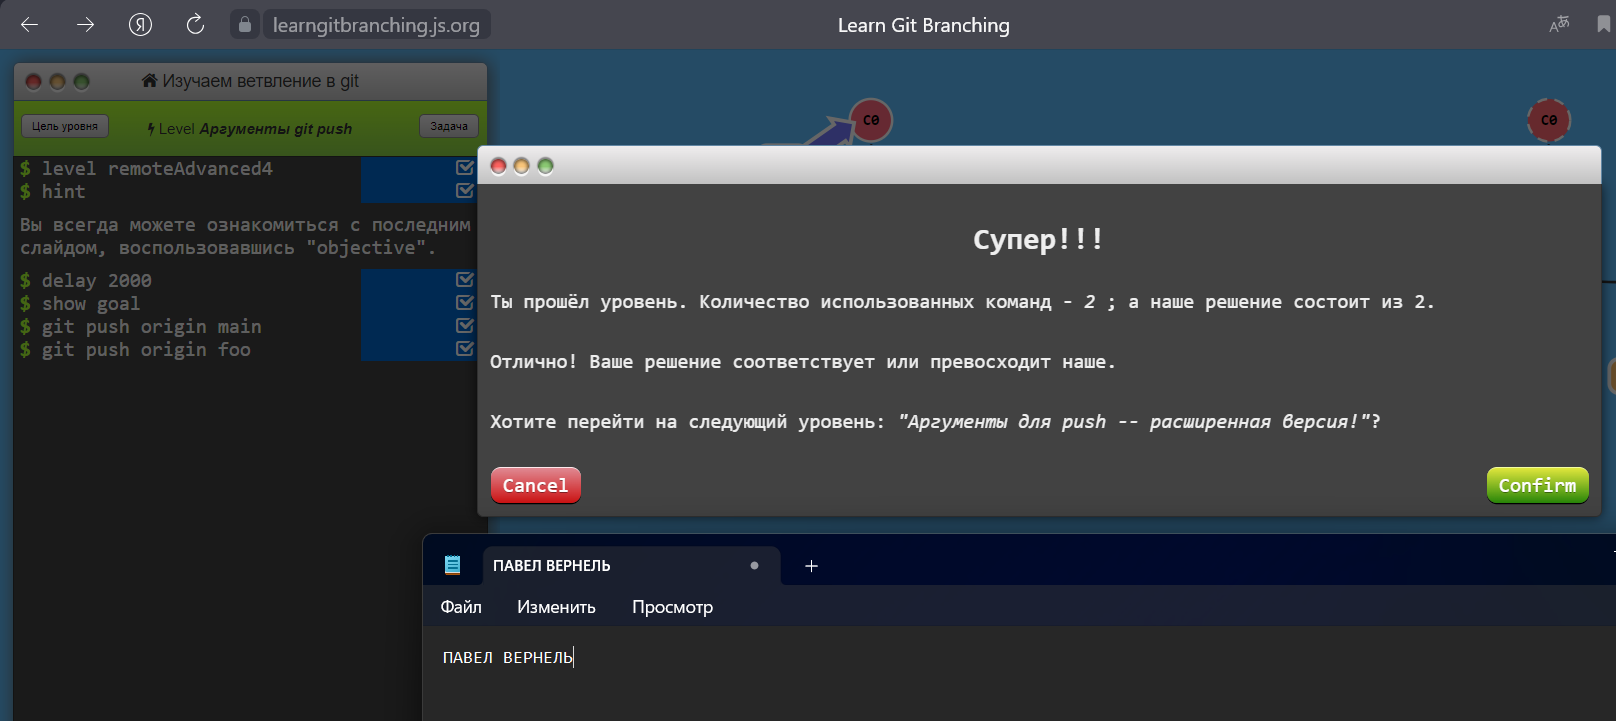 learngitbranching.js.org
Learn Git Branching
Изучаем ветвление в git
Цель уровня
Level Аргументы git push
Задача
C0
C0
$ level remoteAdvanced4
$ hint
Вы всегда можете ознакомиться с последним
слайдом, воспользовавшись "objective".
$ delay 2000
$ show goal
$ git push origin main
$ git push origin foo
Супер!!!
Ты прошёл уровень. Количество использованных команд - 2 ; а наше решение состоит из 2.
Отлично! Ваше решение соответствует или превосходит наше.
Хотите перейти на следующий уровень: "Аргументы для push -- расширенная версия!"?
Cancel
Confirm
ПАВЕЛ ВЕРНЕЛЬ
Файл Изменить Просмотр
ПАВЕЛ ВЕРНЕЛЬ